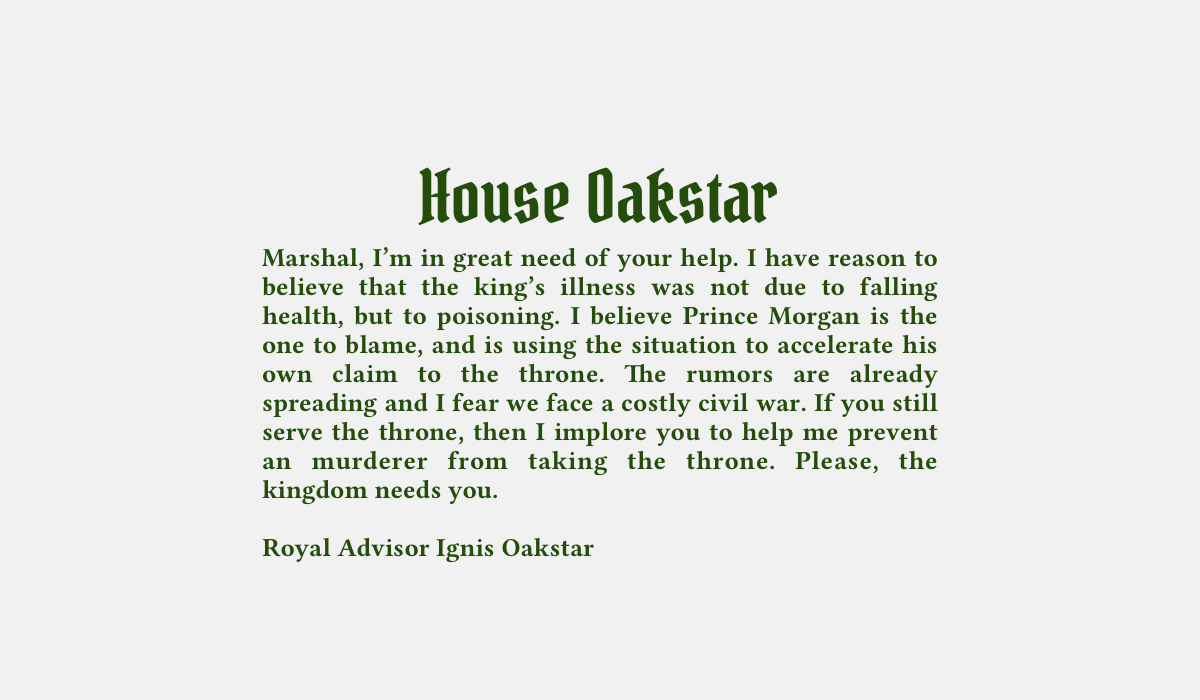 House Oakstar
Marshal, I’m in great need of your help. I have reason to
believe that the king’s illness was not due to falling
health, but to poisoning. I believe Prince Morgan is the
one to blame, and is using the situation to accelerate his
own claim to the throne. The rumors are already
spreading and I fear we face a costly civil war. If you still
serve the throne, then I implore you to help me prevent
an murderer from taking the throne. Please, the
kingdom needs you.
Royal Advisor Ignis Oakstar